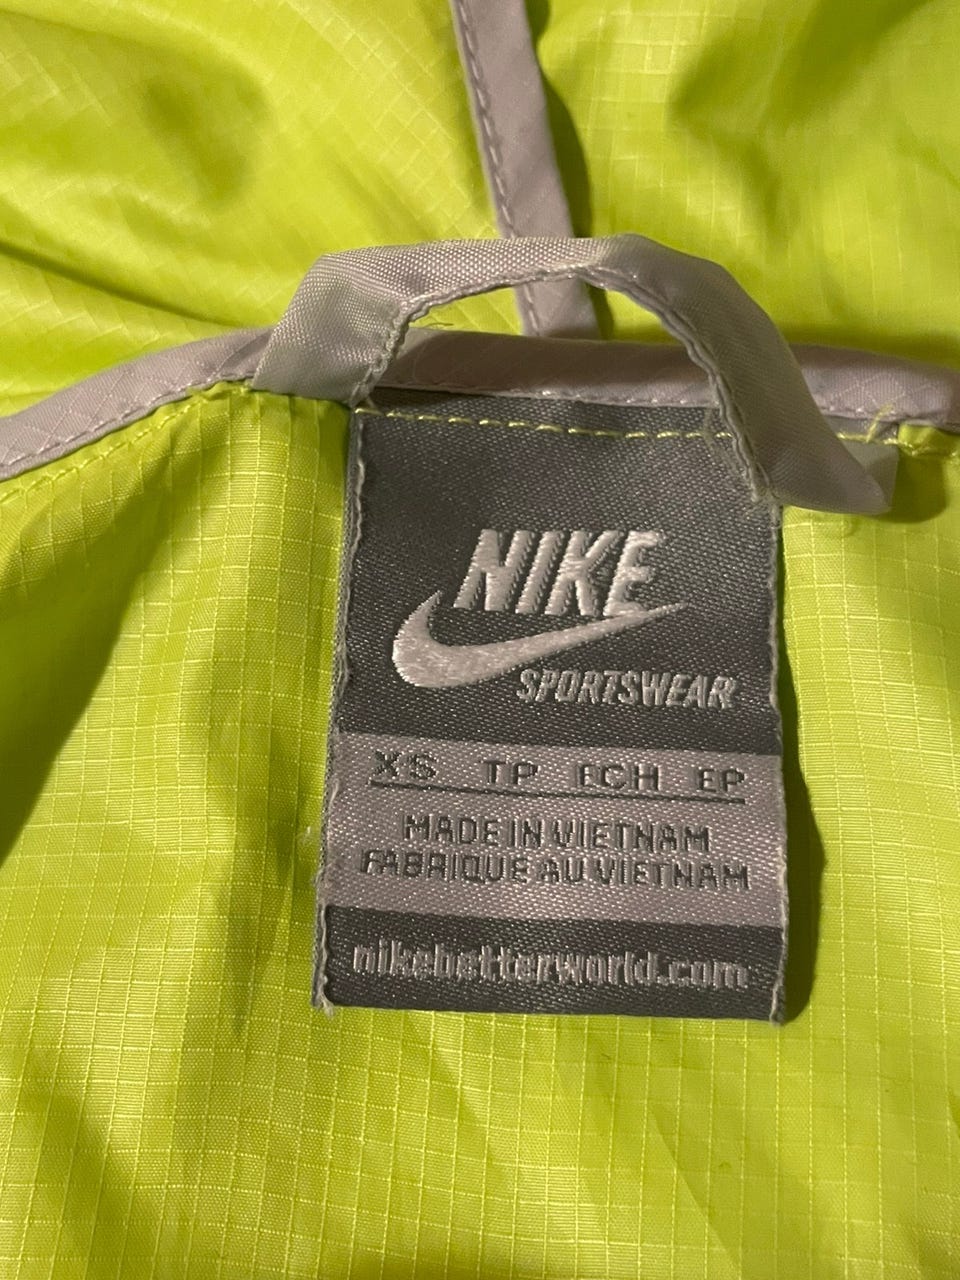 NIKE
SPORTSWEAR
XS TP ECH EP
MADE IN VIETNAM
FABRIQUE AU VIETNAM
nikebetterworld.com